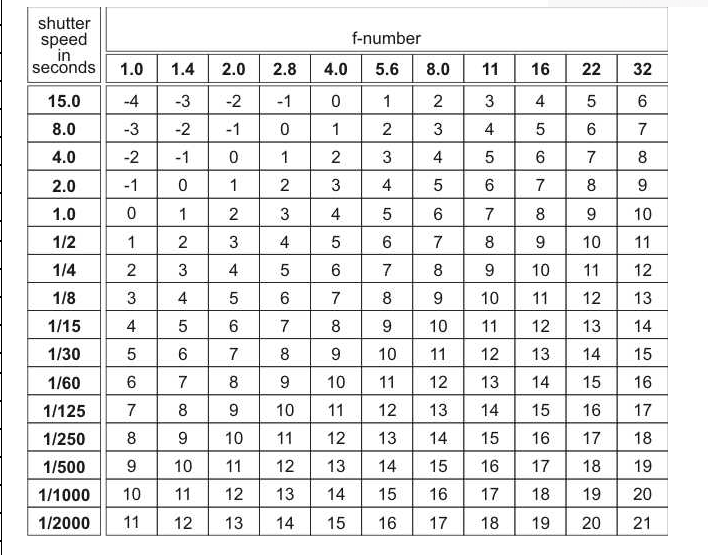 shutter
speed
in
seconds
f-number
1.0 1.4 2.0 2.8 4.0 5.6 8.0 11 16 22 32
15.0 -4 -3 -2 -1 0 1 2 3 4 5 6
8.0 -3 -2 -1 0 1 2 3 4 5 6 7
4.0 -2 -1 0 1 2 3 4 5 6 7 8
2.0 -1 0 1 2 3 4 5 6 7 8 9
1.0 0 1 2 3 4 5 6 7 8 9 10
1/2 1 2 3 4 5 6 7 8 9 10 11
1/4 2 3 4 5 6 7 8 9 10 11 12
1/8 3 4 5 6 7 8 9 10 11 12 13
1/15 4 5 6 7 8 9 10 11 12 13 14
1/30 5 6 7 8 9 10 11 12 13 14 15
1/60 6 7 8 9 10 11 12 13 14 15 16
1/125 7 8 9 10 11 12 13 14 15 16 17
1/250 8 9 10 11 12 13 14 15 16 17 18
1/500 9 10 11 12 13 14 15 16 17 18 19
1/1000 10 11 12 13 14 15 16 17 18 19 20
1/2000 11 12 13 14 15 16 17 18 19 20 21